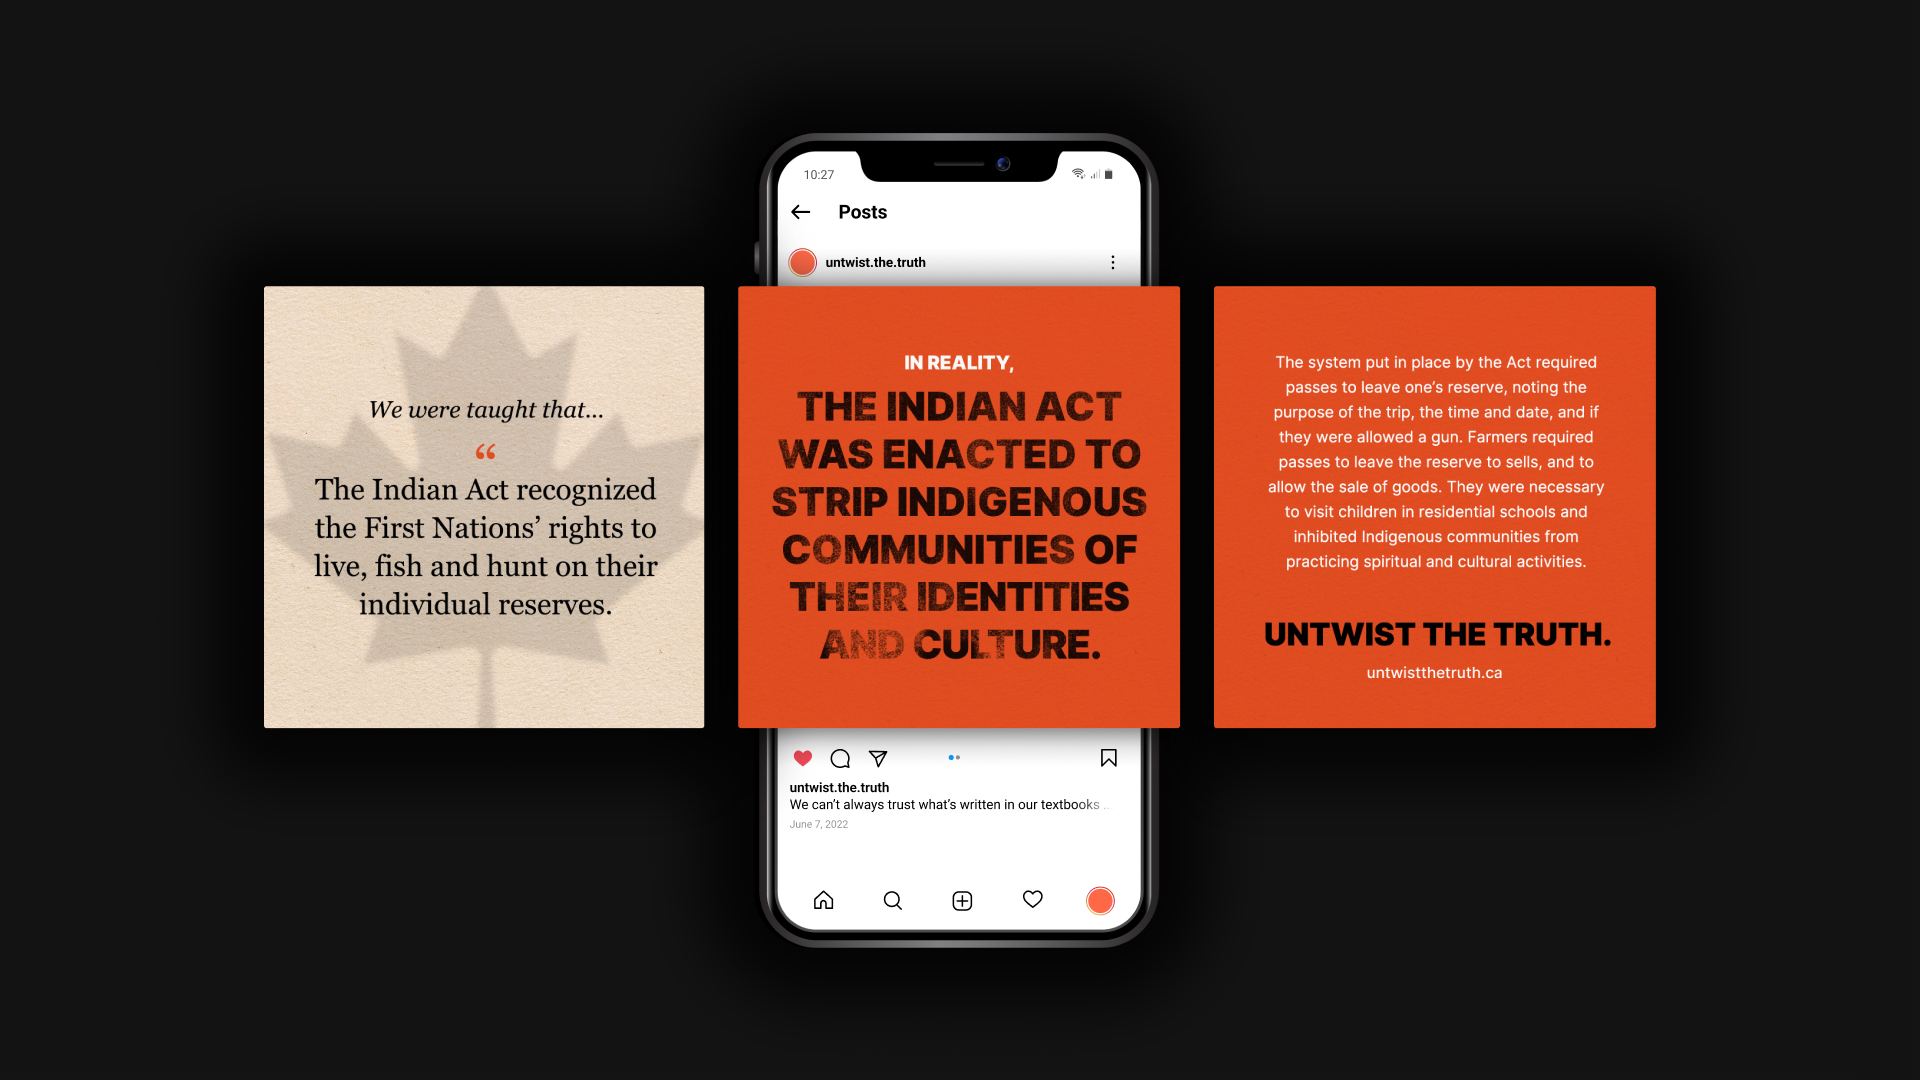 10:27
Posts
untwist.the.truth
We were taught that...
“
The Indian Act recognized
the First Nations’ rights to
live, fish and hunt on their
individual reserves.
IN REALITY,
THE INDIAN ACT
WAS ENACTED TO
STRIP INDIGENOUS
COMMUNITIES OF
THEIR IDENTITIES
AND CULTURE.
The system put in place by the Act required
passes to leave one’s reserve, noting the
purpose of the trip, the time and date, and if
they were allowed a gun. Farmers required
passes to leave the reserve to sells, and to
allow the sale of goods. They were necessary
to visit children in residential schools and
inhibited Indigenous communities from
practicing spiritual and cultural activities.
UNTWIST THE TRUTH.
untwistthetruth.ca
untwist.the.truth
We can’t always trust what’s written in our textbooks ...
June 7, 2022